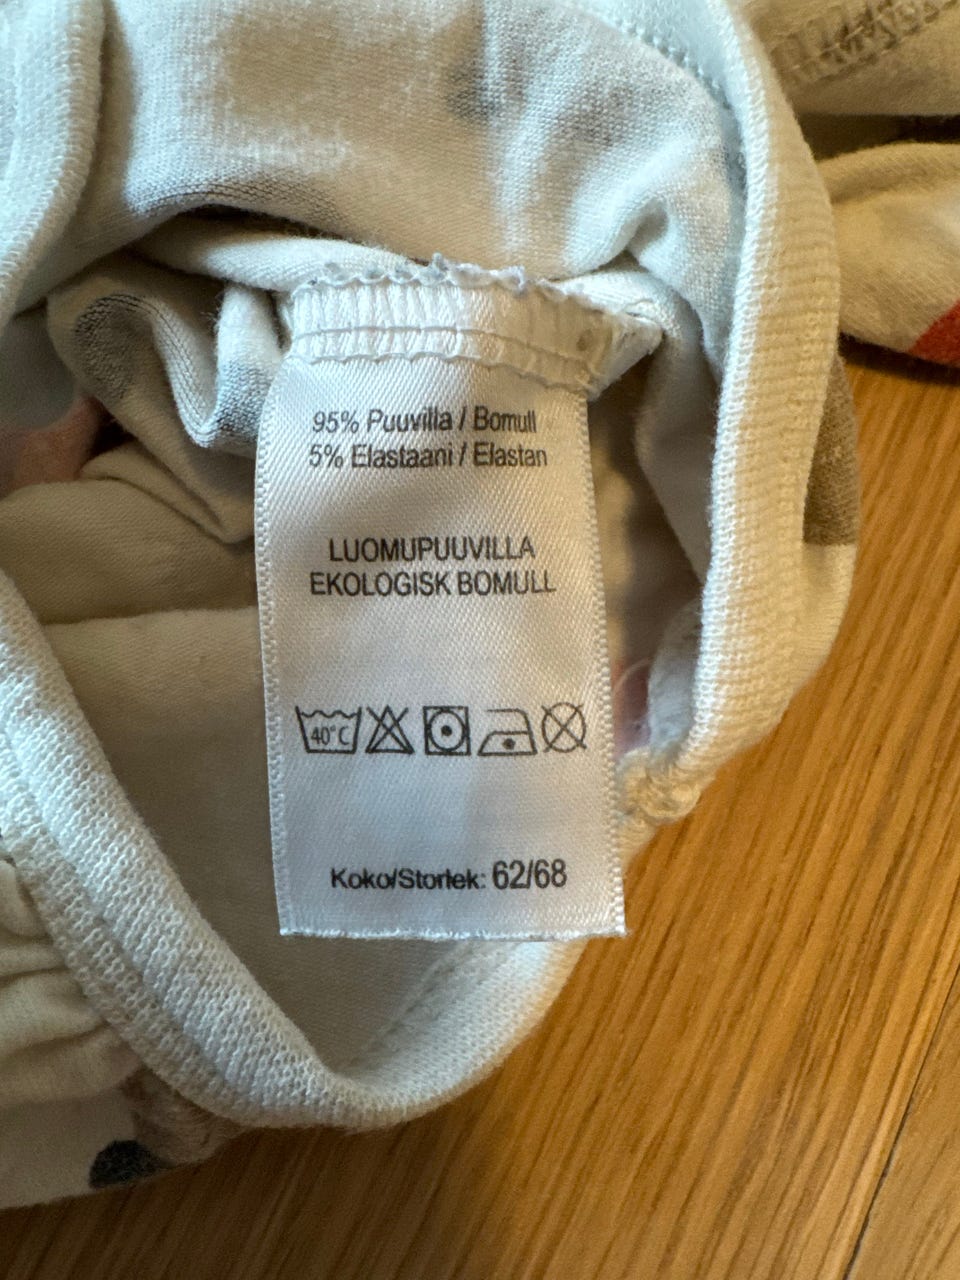 95% Puuvilla / Bomull
5% Elastaani / Elastan
LUOMUPUUVILLA
EKOLOGISK BOMULL
40°C
Koko/Storlek: 62/68